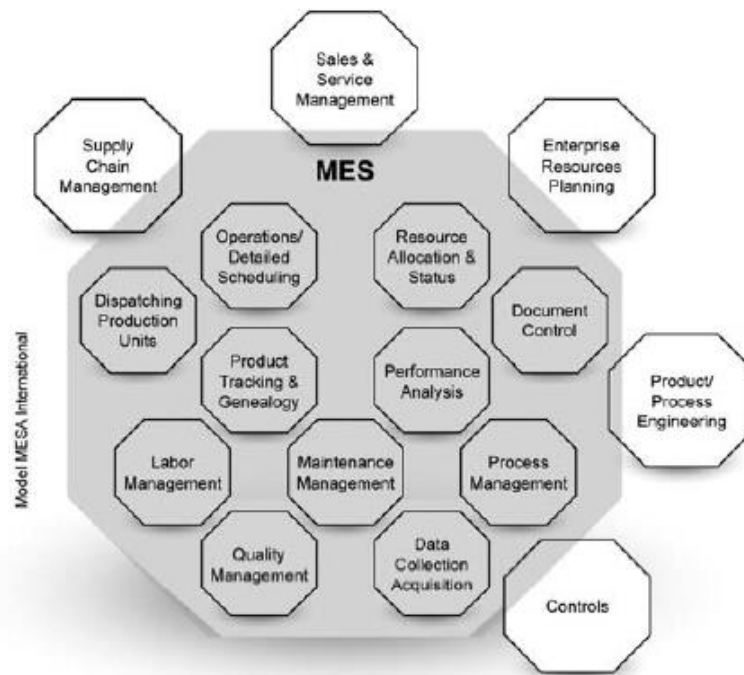 Sales &
Service
Management
Supply
Chain
Management
Enterprise
Resources
Planning
MES
Operations/
Detailed
Scheduling
Resource
Allocation &
Status
Dispatching
Production
Units
Document
Control
Product
Tracking &
Genealogy
Performance
Analysis
Product/
Process
Engineering
Labor
Management
Maintenance
Management
Process
Management
Quality
Management
Data
Collection
Acquisition
Controls
Model MESA International